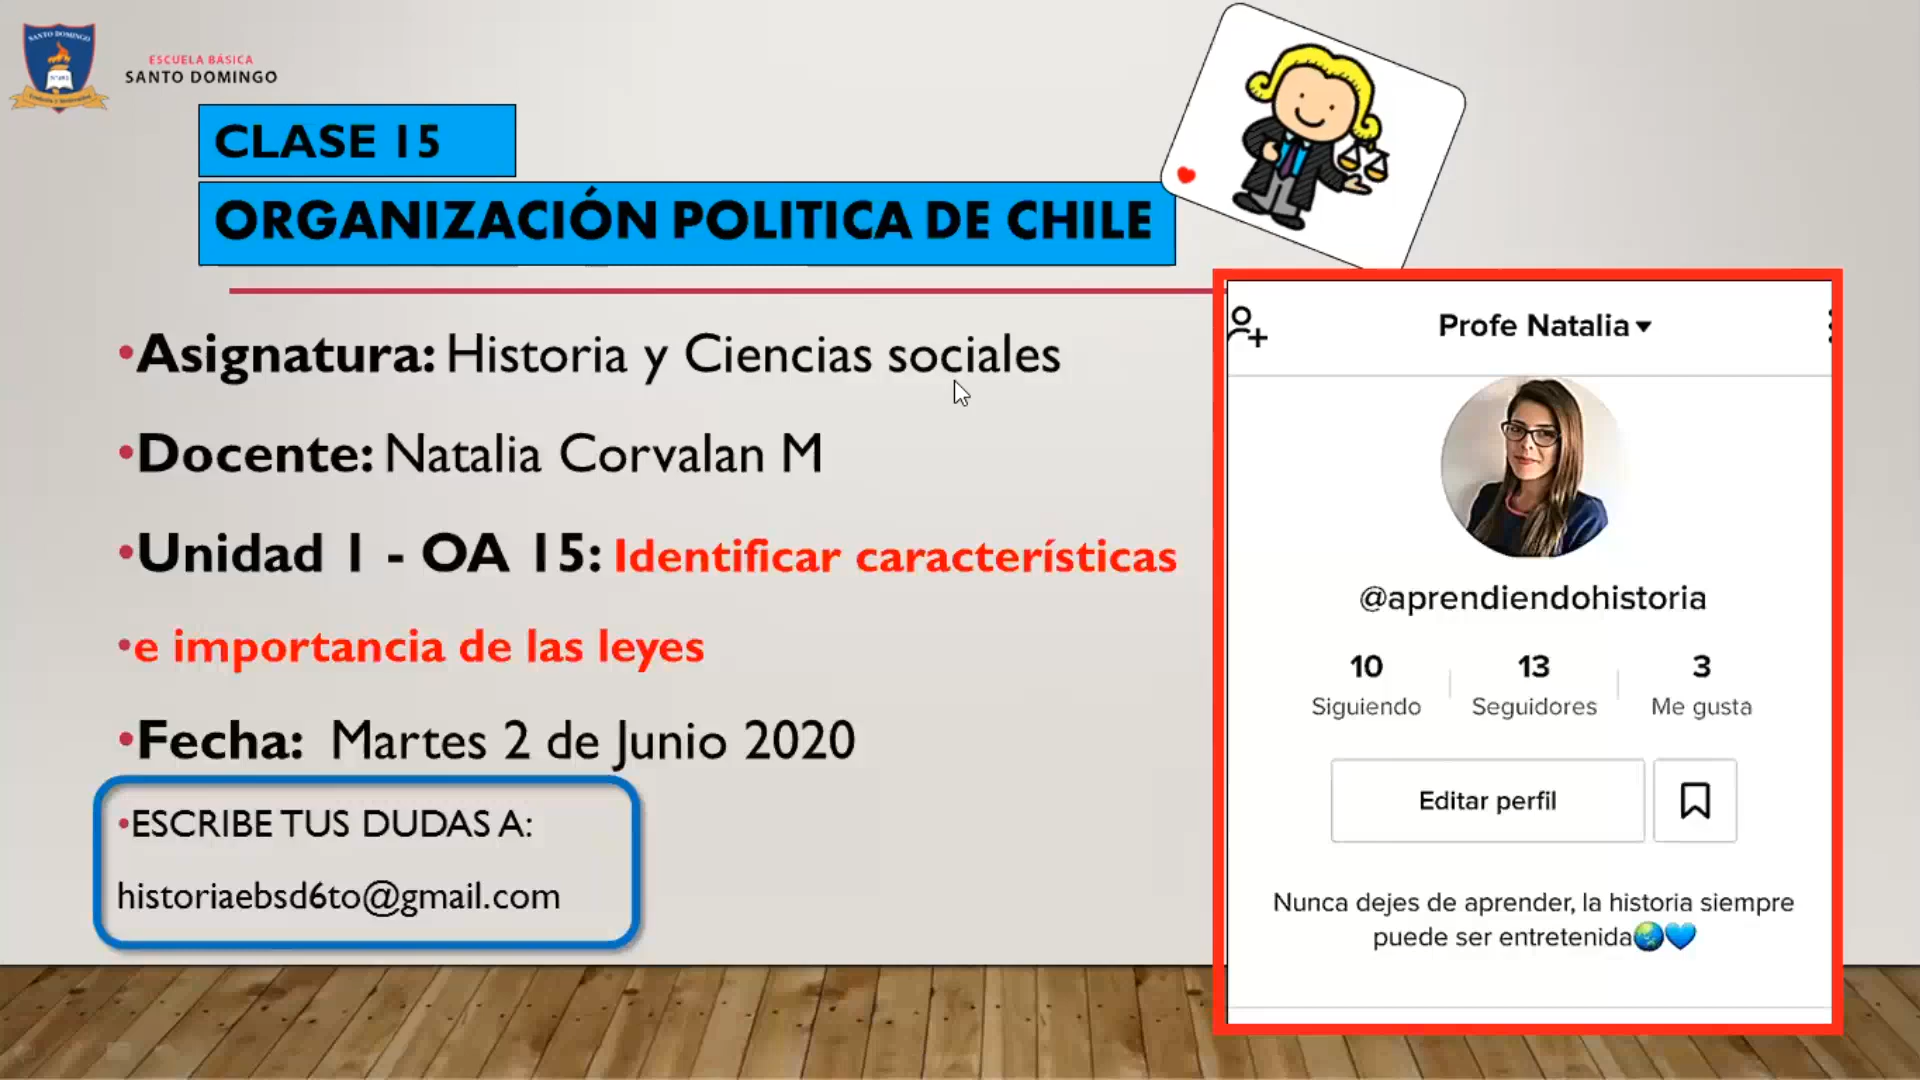 SANTO DOMINGO
ESCUELA BÁSICA
SANTO DOMINGO
CLASE 15
ORGANIZACIÓN POLITICA DE CHILE
•Asignatura: Historia y Ciencias sociales
•Docente: Natalia Corvalan M
•Unidad 1 - OA 15: Identificar características
•e importancia de las leyes
•Fecha: Martes 2 de Junio 2020
•ESCRIBE TUS DUDAS A:
historiaebsd6to@gmail.com
Profe Natalia
@aprendiendohistoria
10 13 3
Siguiendo Seguidores Me gusta
Editar perfil
Nunca dejes de aprender, la historia siempre
puede ser entretenida🌏💙